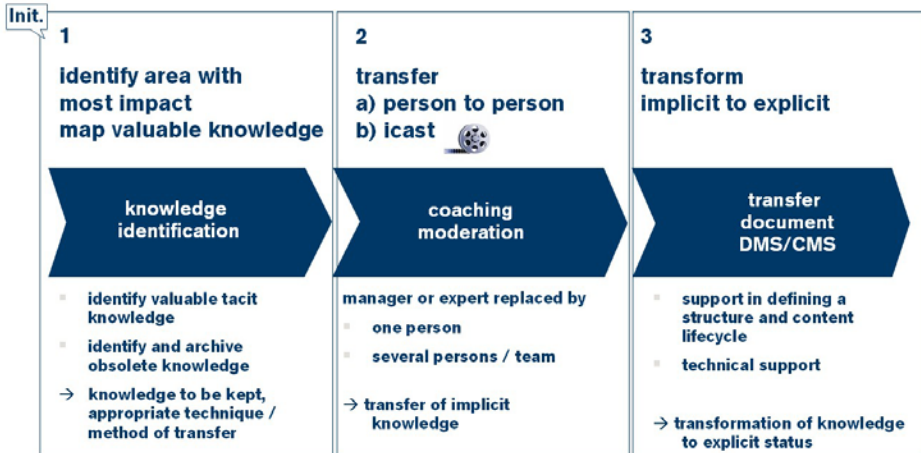 Init.
1
identify area with
most impact
map valuable knowledge
knowledge
identification
identify valuable tacit
knowledge
identify and archive
obsolete knowledge
→ knowledge to be kept,
appropriate technique /
method of transfer
2
transfer
a) person to person
b) icast
coaching
moderation
manager or expert replaced by
one person
several persons / team
→ transfer of implicit
knowledge
3
transform
implicit to explicit
transfer
document
DMS/CMS
support in defining a
structure and content
lifecycle
technical support
→ transformation of knowledge
to explicit status